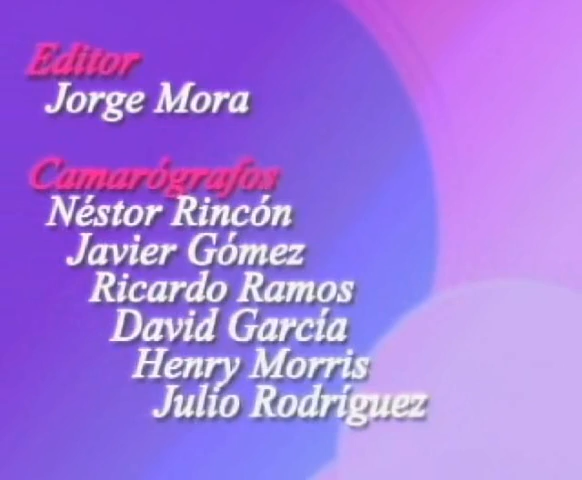 Editor
Jorge Mora
Camarógrafos
Néstor Rincón
Javier Gómez
Ricardo Ramos
David García
Henry Morris
Julio Rodríguez